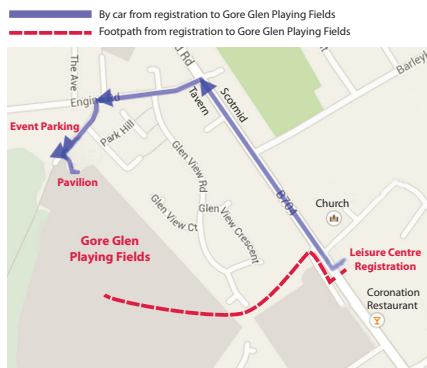 By car from registration to Gore Glen Playing Fields
Footpath from registration to Gore Glen Playing Fields
The Ave
Rd
Barley
Engine Rd
Tavern
Scotmid
Event Parking
Park Hill
Pavilion
Glen View Rd
B704
Church
Glen View Ct
Glen View Crescent
Gore Glen
Playing Fields
Leisure Centre
Registration
Coronation
Restaurant